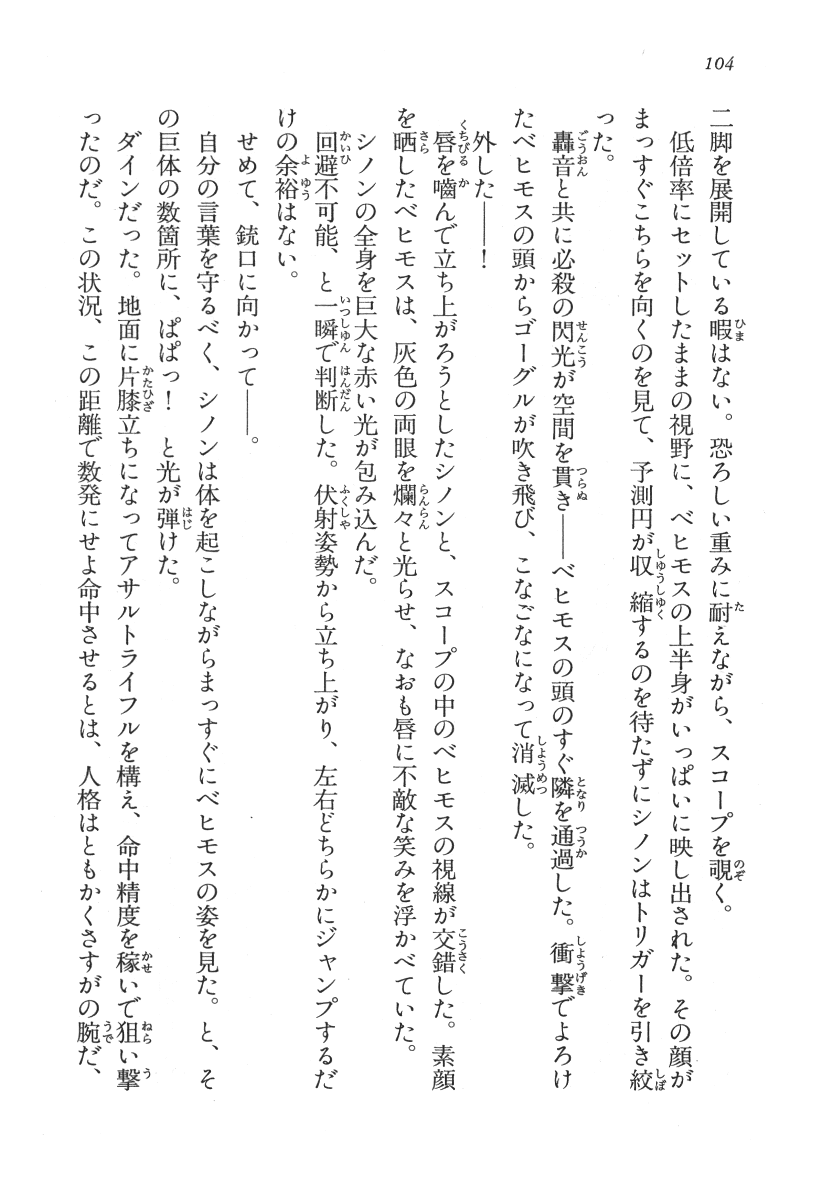 104
二脚を展開している暇はない。恐ろしい重みに耐えながら、スコープを覗く。
低倍率にセットしたままの視野に、ベヒモスの上半身がいっぱいに映し出された。その顔が
まっすぐこちらを向くのを見て、予測円が収縮するのを待たずにシノンはトリガーを引き絞
った。
轟音と共に必殺の閃光が空間を貫き――ベヒモスの頭のすぐ隣を通過した。衝撃でよろけ
たベヒモスの頭からゴーグルが吹き飛び、こなごなになって消滅した。
外した――！
唇を嚙んで立ち上がろうとしたシノンと、スコープの中のベヒモスの視線が交錯した。素顔
を晒したベヒモスは、灰色の両眼を爛々と光らせ、なおも唇に不敵な笑みを浮かべていた。
シノンの全身を巨大な赤い光が包み込んだ。
回避不可能、と一瞬で判断した。伏射姿勢から立ち上がり、左右どちらかにジャンプするだ
けの余裕はない。
せめて、銃口に向かって――。
自分の言葉を守るべく、シノンは体を起こしながらまっすぐにベヒモスの姿を見た。と、そ
の巨体の数箇所に、ぱぱっ！　と光が弾けた。
ダインだった。地面に片膝立ちになってアサルトライフルを構え、命中精度を稼いで狙い撃
ったのだ。この状況、この距離で数発にせよ命中させるとは、人格はともかくさすがの腕だ、